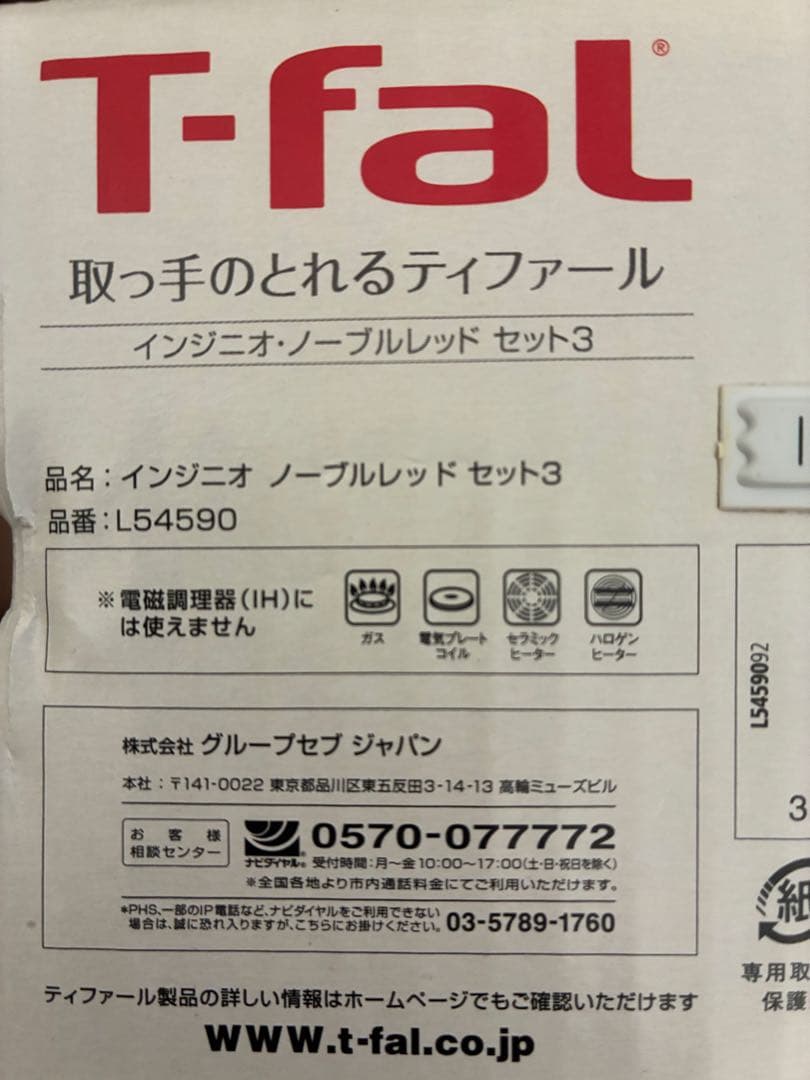 T-fal®
取っ手のとれるティファール
インジニオ・ノーブルレッド セット3
品名：インジニオ ノーブルレッド セット3
品番：L54590
※電磁調理器(IH)に
は使えません
ガス
電気プレート
コイル
セラミック
ヒーター
ハロゲン
ヒーター
株式会社 グループセブ ジャパン
本社：〒141-0022 東京都品川区東五反田3-14-13 高輪ミューズビル
お客様
相談センター
ナビダイヤル®
0570-077772
受付時間：月～金10:00～17:00(土・日・祝日を除く)
※全国各地より市内通話料金にてご利用いただけます。
*PHS、一部のIP電話など、ナビダイヤルをご利用できない
場合は、誠に恐れ入りますが、こちらにお掛けください。03-5789-1760
ティファール製品の詳しい情報はホームページでもご確認いただけます
www.t-fal.co.jp
L5459092
3
紙
専用取
保護